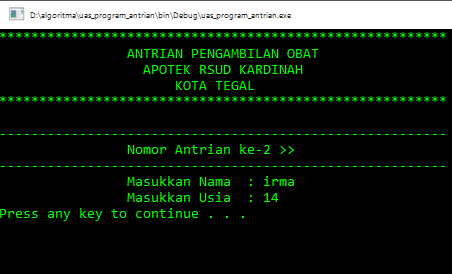 D:\algoritma\uas_program_antrian\bin\Debug\uas_program_antrian.exe
********************************************************
ANTRIAN PENGAMBILAN OBAT
APOTEK RSUD KARDINAH
KOTA TEGAL
********************************************************
--------------------------------------------------------
Nomor Antrian ke-2 >>
--------------------------------------------------------
Masukkan Nama  : irma
Masukkan Usia  : 14
Press any key to continue . . .